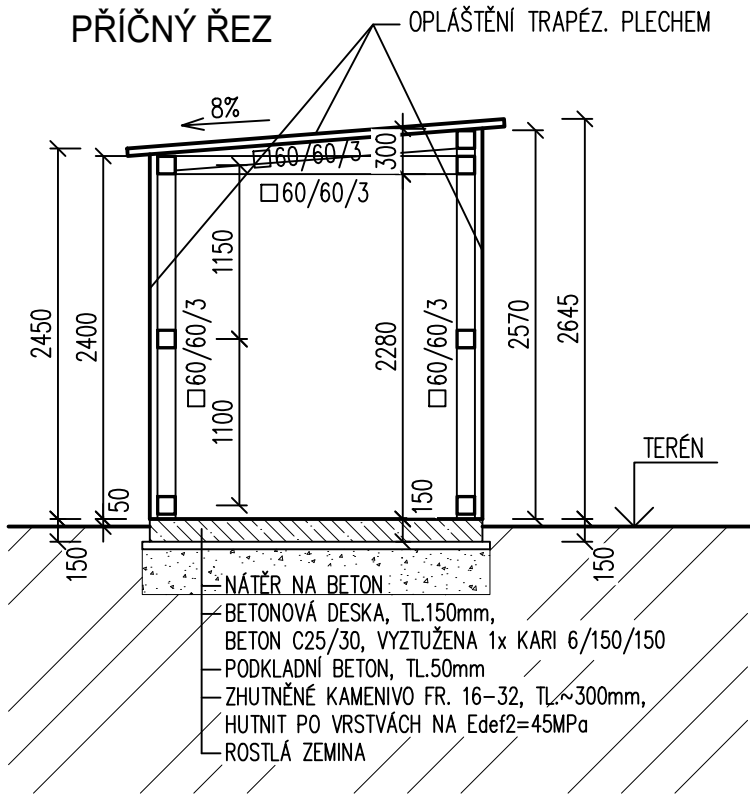 PŘÍČNÝ ŘEZ
OPLÁŠTĚNÍ TRAPÉZ. PLECHEM
8%
□60/60/3
300
□60/60/3
1150
2450
2400
□60/60/3
2280
□60/60/3
2570
2645
1100
TERÉN
50
150
150
150
NÁTĚR NA BETON
BETONOVÁ DESKA, TL.150mm,
BETON C25/30, VYZTUŽENA 1x KARI 6/150/150
PODKLADNÍ BETON, TL.50mm
ZHUTNĚNÉ KAMENIVO FR. 16-32, TL.~300mm,
HUTNIT PO VRSTVÁCH NA Edef2=45MPa
ROSTLÁ ZEMINA